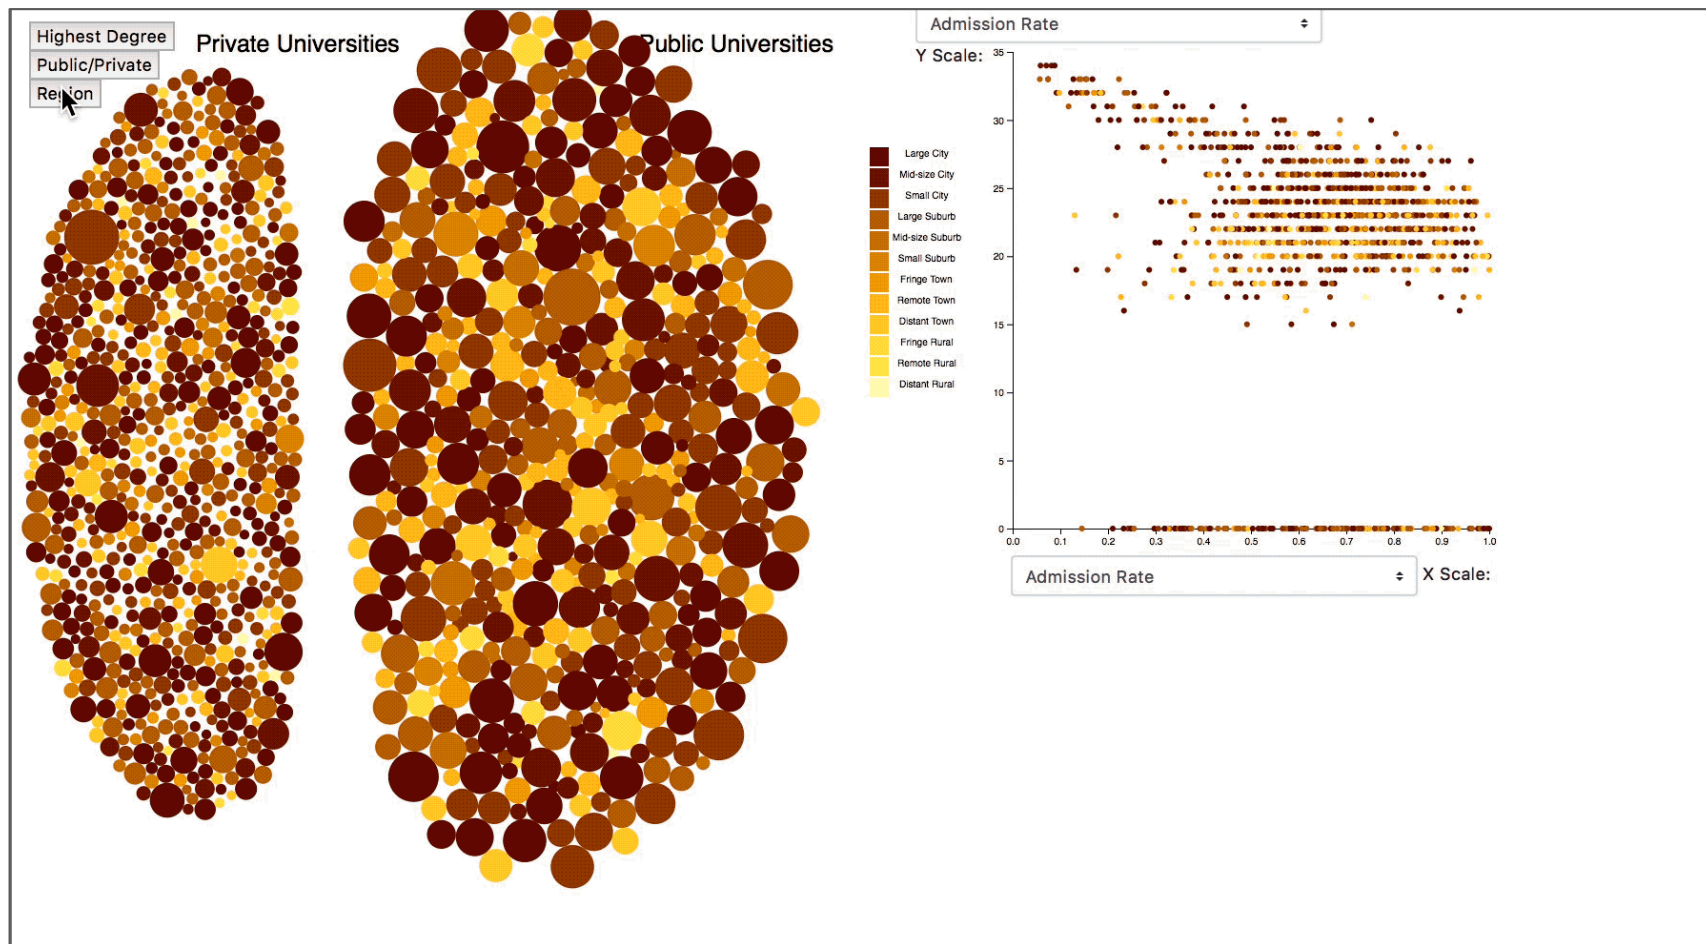 Highest Degree
Public/Private
Region
Private Universities
Public Universities
Admission Rate
Y Scale:
Large City
Mid-size City
Small City
Large Suburb
Mid-size Suburb
Small Suburb
Fringe Town
Remote Town
Distant Town
Fringe Rural
Remote Rural
Distant Rural
35
30
25
20
15
10
5
0
0.0 0.1 0.2 0.3 0.4 0.5 0.6 0.7 0.8 0.9 1.0
Admission Rate
X Scale: